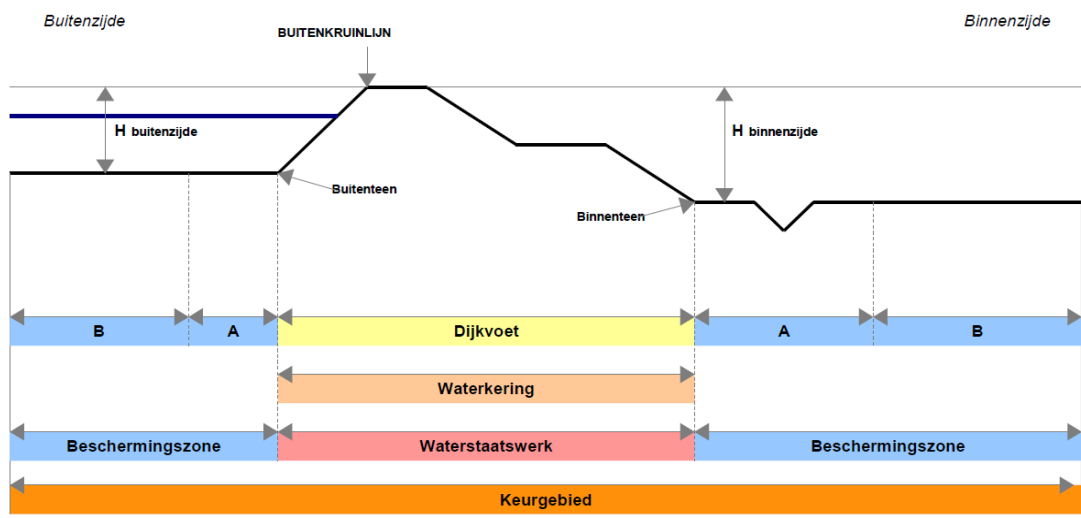 Buitenzijde
Binnenzijde
BUITENKRUINLIJN
H buitenzijde
H binnenzijde
Buitenteen
Binnenteen
B
A
Dijkvoet
A
B
Waterkering
Beschermingszone
Waterstaatswerk
Beschermingszone
Keurgebied